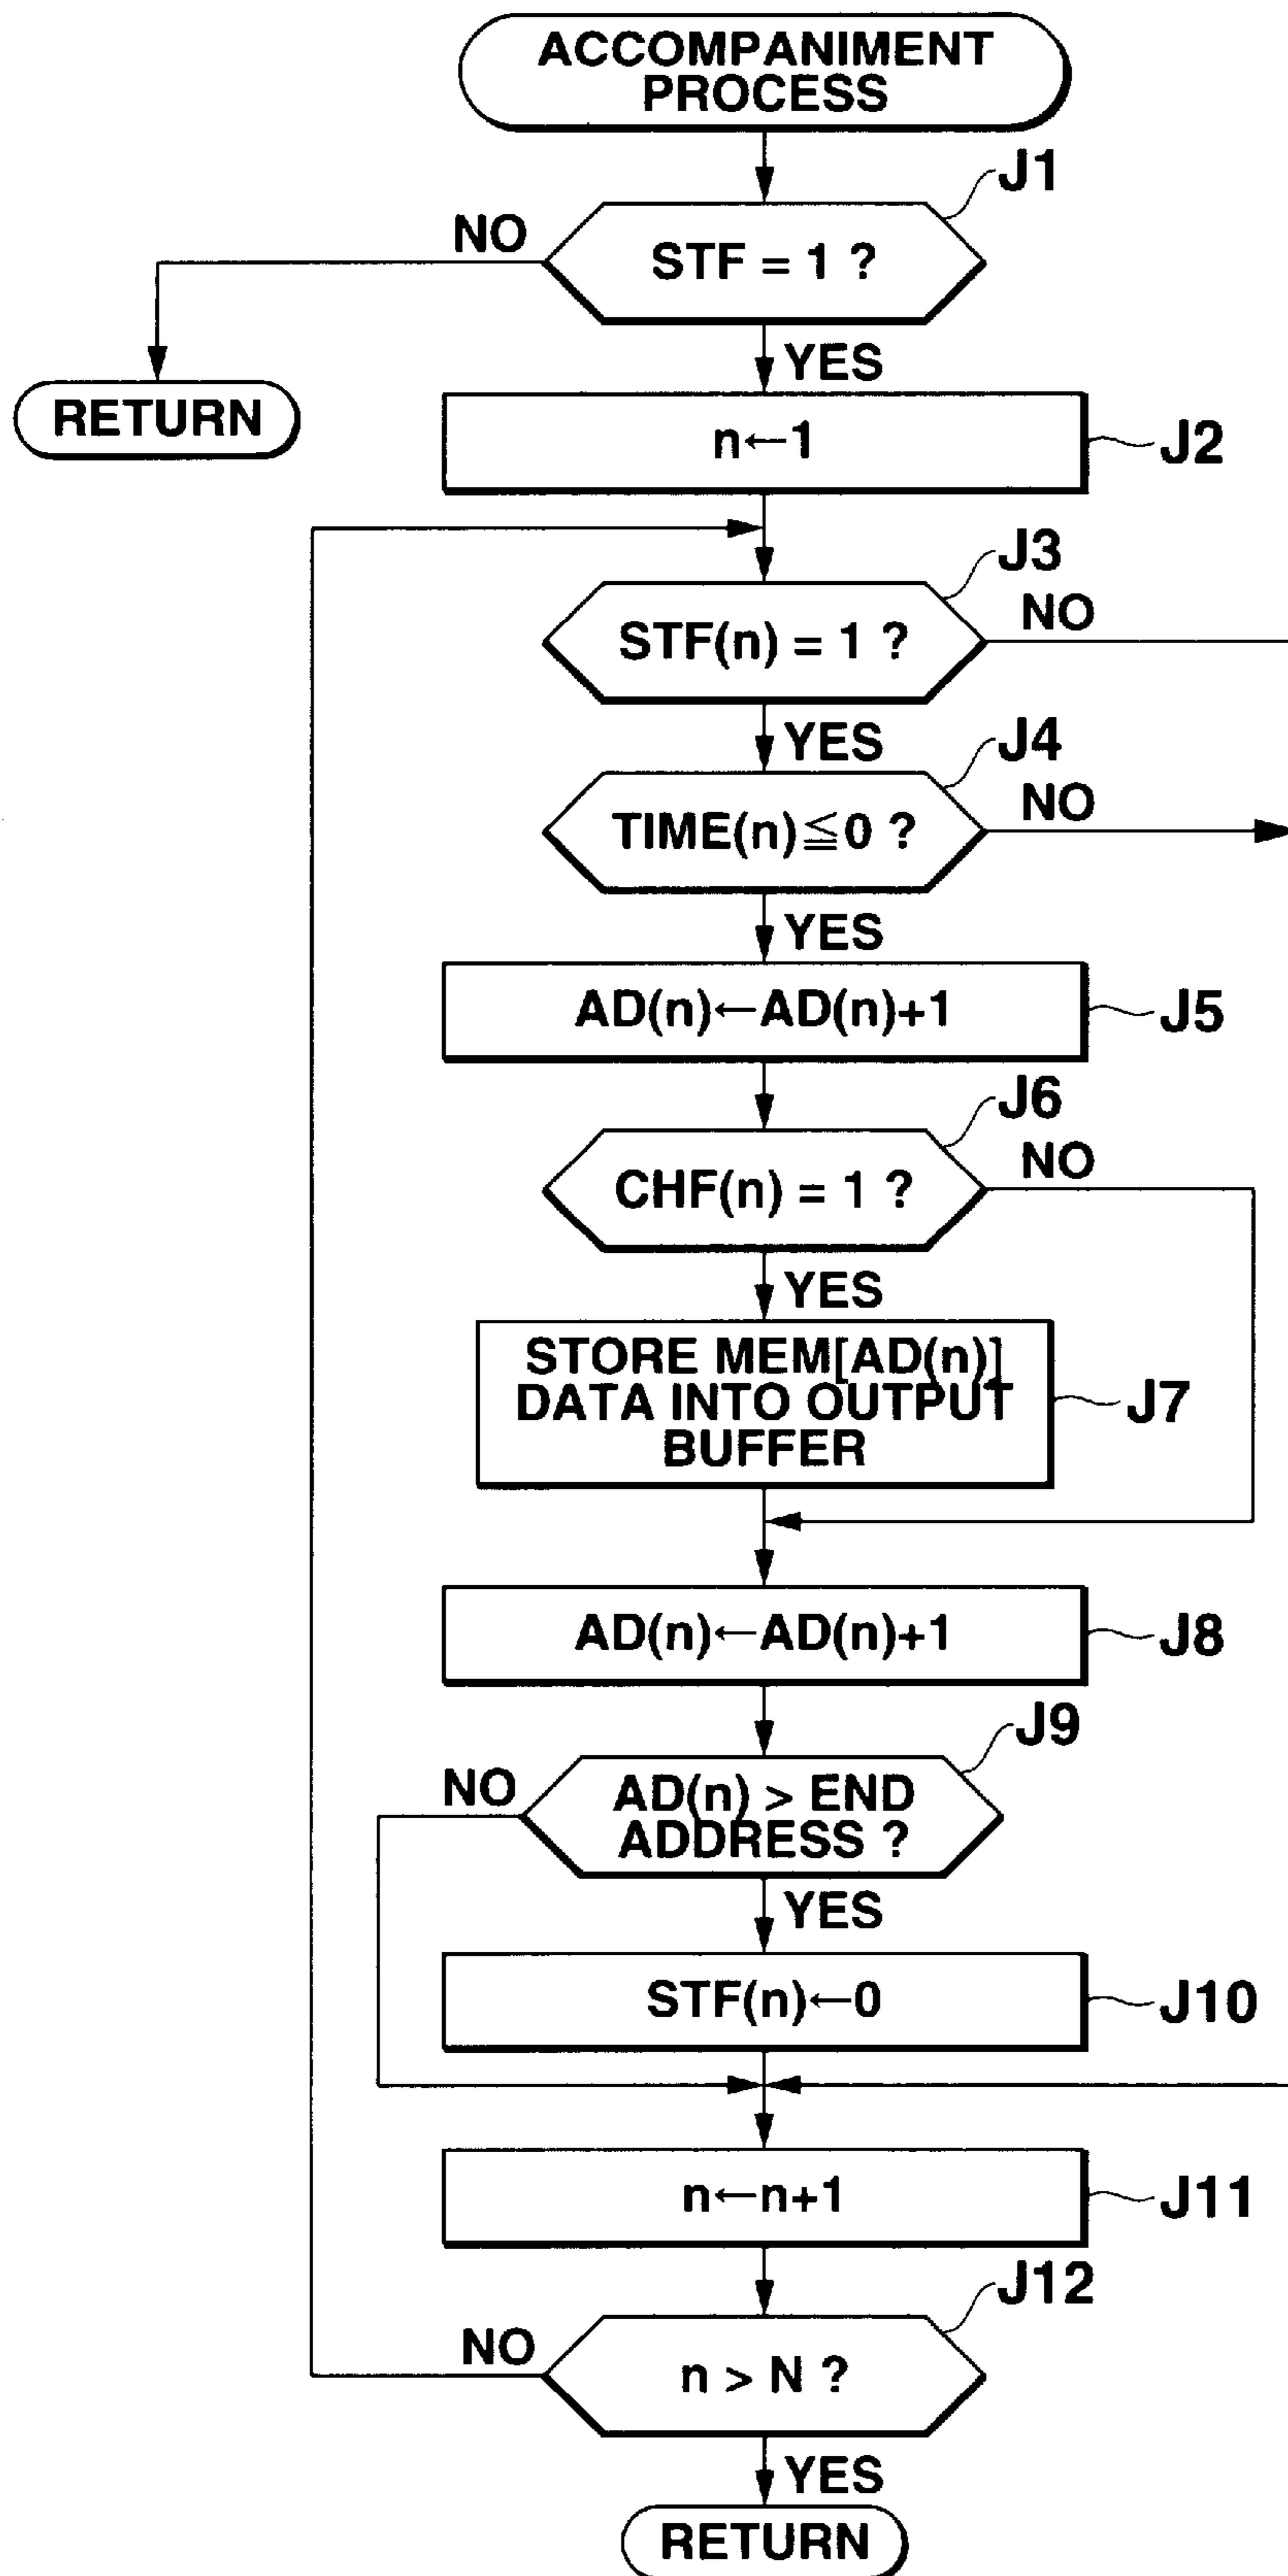 ACCOMPANIMENT
PROCESS
J1
NO
STF = 1 ?
YES
RETURN
n←1
J2
J3
NO
STF(n) = 1 ?
YES
J4
NO
TIME(n)≦0 ?
YES
AD(n)←AD(n)+1
J5
J6
NO
CHF(n) = 1 ?
YES
STORE MEM[AD(n)]
DATA INTO OUTPUT
BUFFER
J7
AD(n)←AD(n)+1
J8
J9
NO
AD(n) > END
ADDRESS ?
YES
STF(n)←0
J10
n←n+1
J11
J12
NO
n > N ?
YES
RETURN